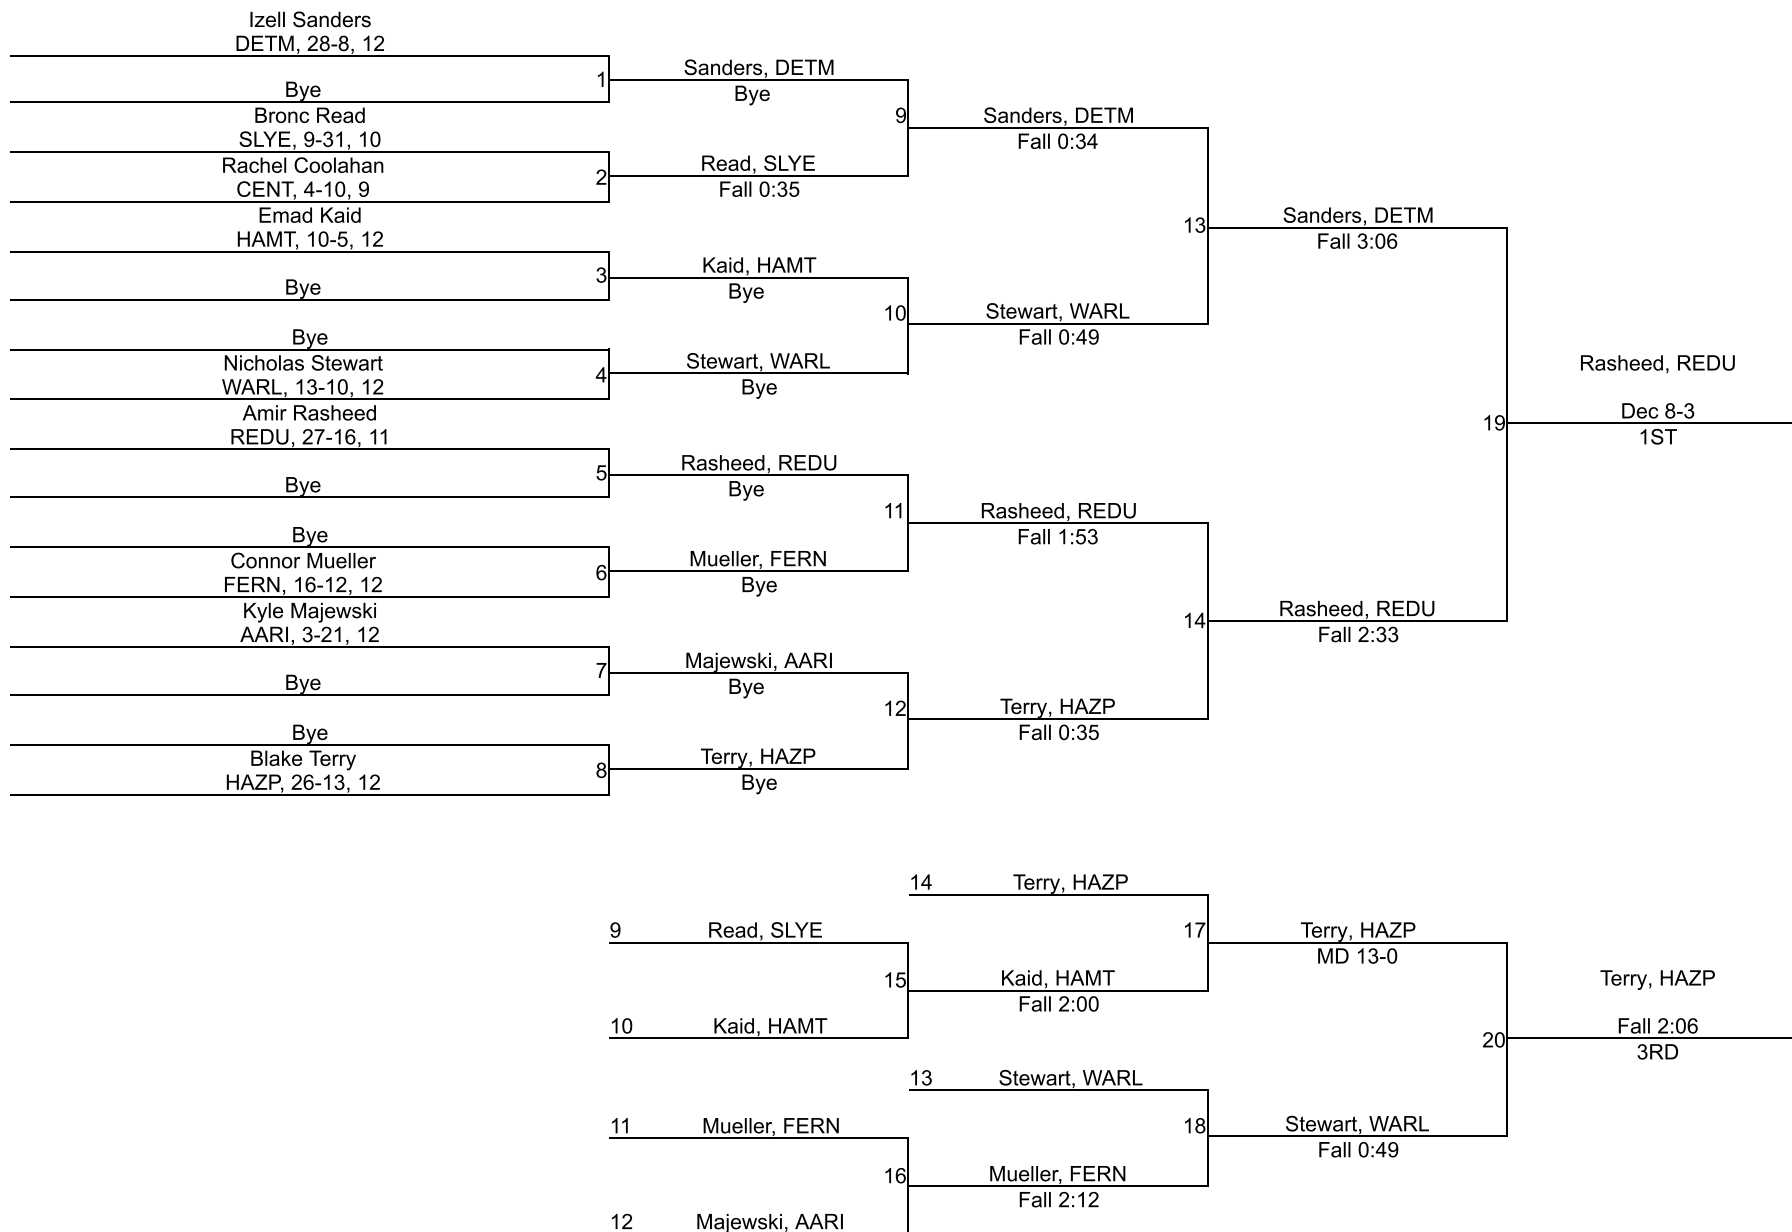 Izell Sanders
DETM, 28-8, 12
Bye
1
Bronc Read
SLYE, 9-31, 10
Rachel Coolahan
CENT, 4-10, 9
2
Emad Kaid
HAMT, 10-5, 12
Bye
3
Bye
Nicholas Stewart
WARL, 13-10, 12
4
Amir Rasheed
REDU, 27-16, 11
Bye
5
Bye
Connor Mueller
FERN, 16-12, 12
6
Kyle Majewski
AARI, 3-21, 12
Bye
7
Bye
Blake Terry
HAZP, 26-13, 12
8
Sanders, DETM
Bye
9
Read, SLYE
Fall 0:35
Kaid, HAMT
Bye
10
Stewart, WARL
Bye
Rasheed, REDU
Bye
11
Mueller, FERN
Bye
Majewski, AARI
Bye
12
Terry, HAZP
Bye
Sanders, DETM
Fall 0:34
13
Stewart, WARL
Fall 0:49
Rasheed, REDU
Fall 1:53
14
Terry, HAZP
Fall 0:35
Sanders, DETM
Fall 3:06
19
Rasheed, REDU
Fall 2:33
Rasheed, REDU
Dec 8-3
1ST
14 Terry, HAZP
9 Read, SLYE
15
10 Kaid, HAMT
17
Kaid, HAMT
Fall 2:00
13 Stewart, WARL
11 Mueller, FERN
16
12 Majewski, AARI
18
Mueller, FERN
Fall 2:12
Terry, HAZP
MD 13-0
20
Stewart, WARL
Fall 0:49
Terry, HAZP
Fall 2:06
3RD